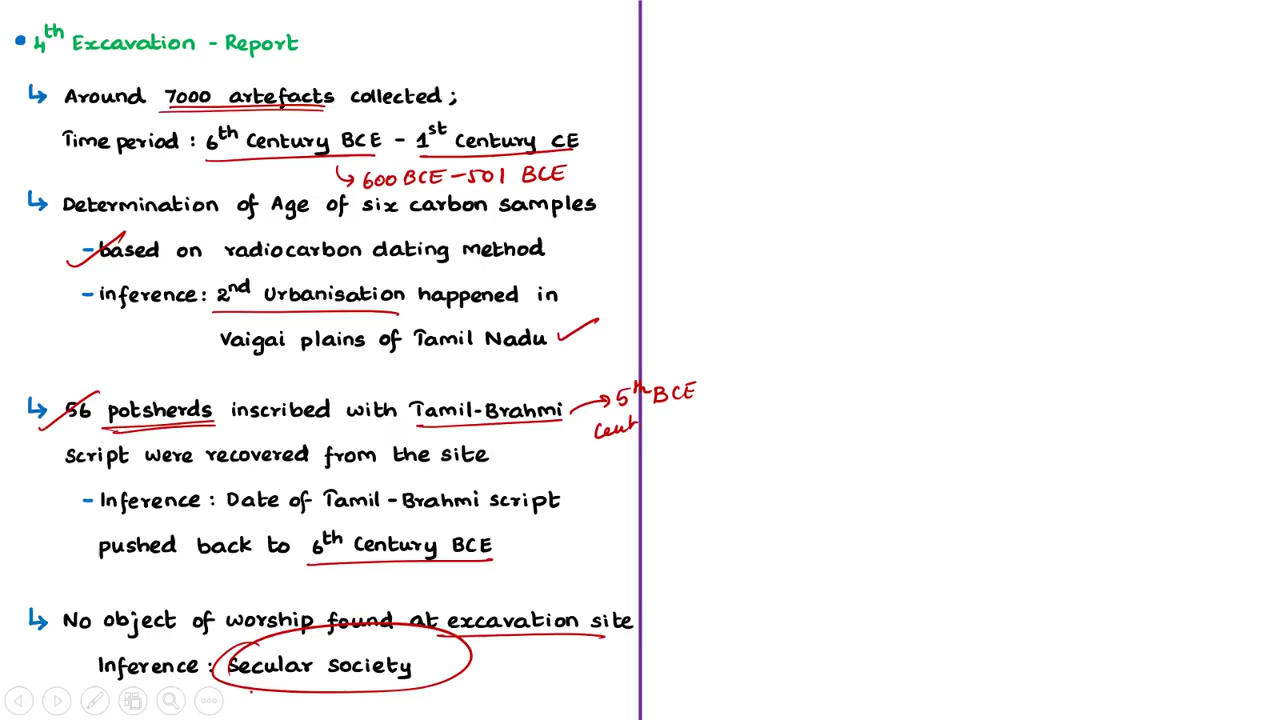 • 4th Excavation - Report
↳ Around 7000 artefacts collected;
Time period: 6th Century BCE - 1st Century CE
↳ 600 BCE - 501 BCE
↳ Determination of Age of six carbon samples
- based on radiocarbon dating method
- inference: 2nd Urbanisation happened in
Vaigai plains of Tamil Nadu
↳ 56 potsherds inscribed with Tamil-Brahmi → 5th BCE
Cent
script were recovered from the site
- Inference: Date of Tamil-Brahmi script
pushed back to 6th Century BCE
↳ No object of worship found at excavation site
Inference: Secular society